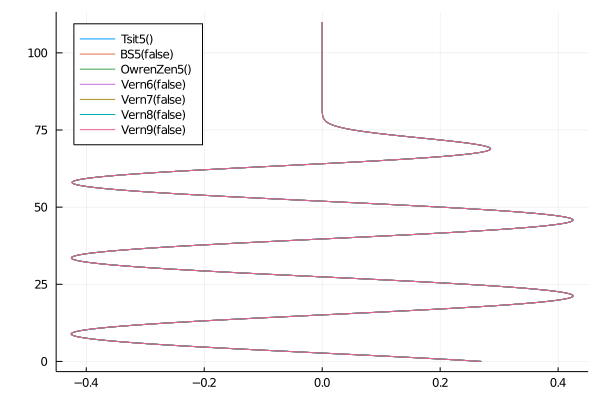 100
75
50
25
0
Tsit5()
BS5(false)
OwrenZen5()
Vern6(false)
Vern7(false)
Vern8(false)
Vern9(false)
−0.4 −0.2 0.0 0.2 0.4